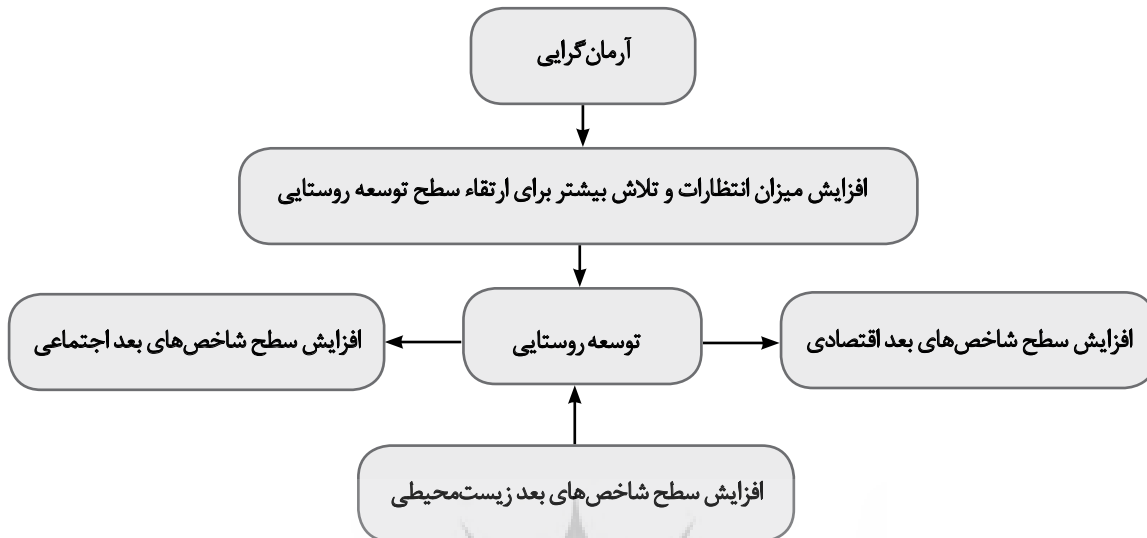 آرمان‌گرایی
افزایش میزان انتظارات و تلاش بیشتر برای ارتقاء سطح توسعه روستایی
افزایش سطح شاخص‌های بعد اقتصادی
توسعه روستایی
افزایش سطح شاخص‌های بعد اجتماعی
افزایش سطح شاخص‌های بعد زیست‌محیطی